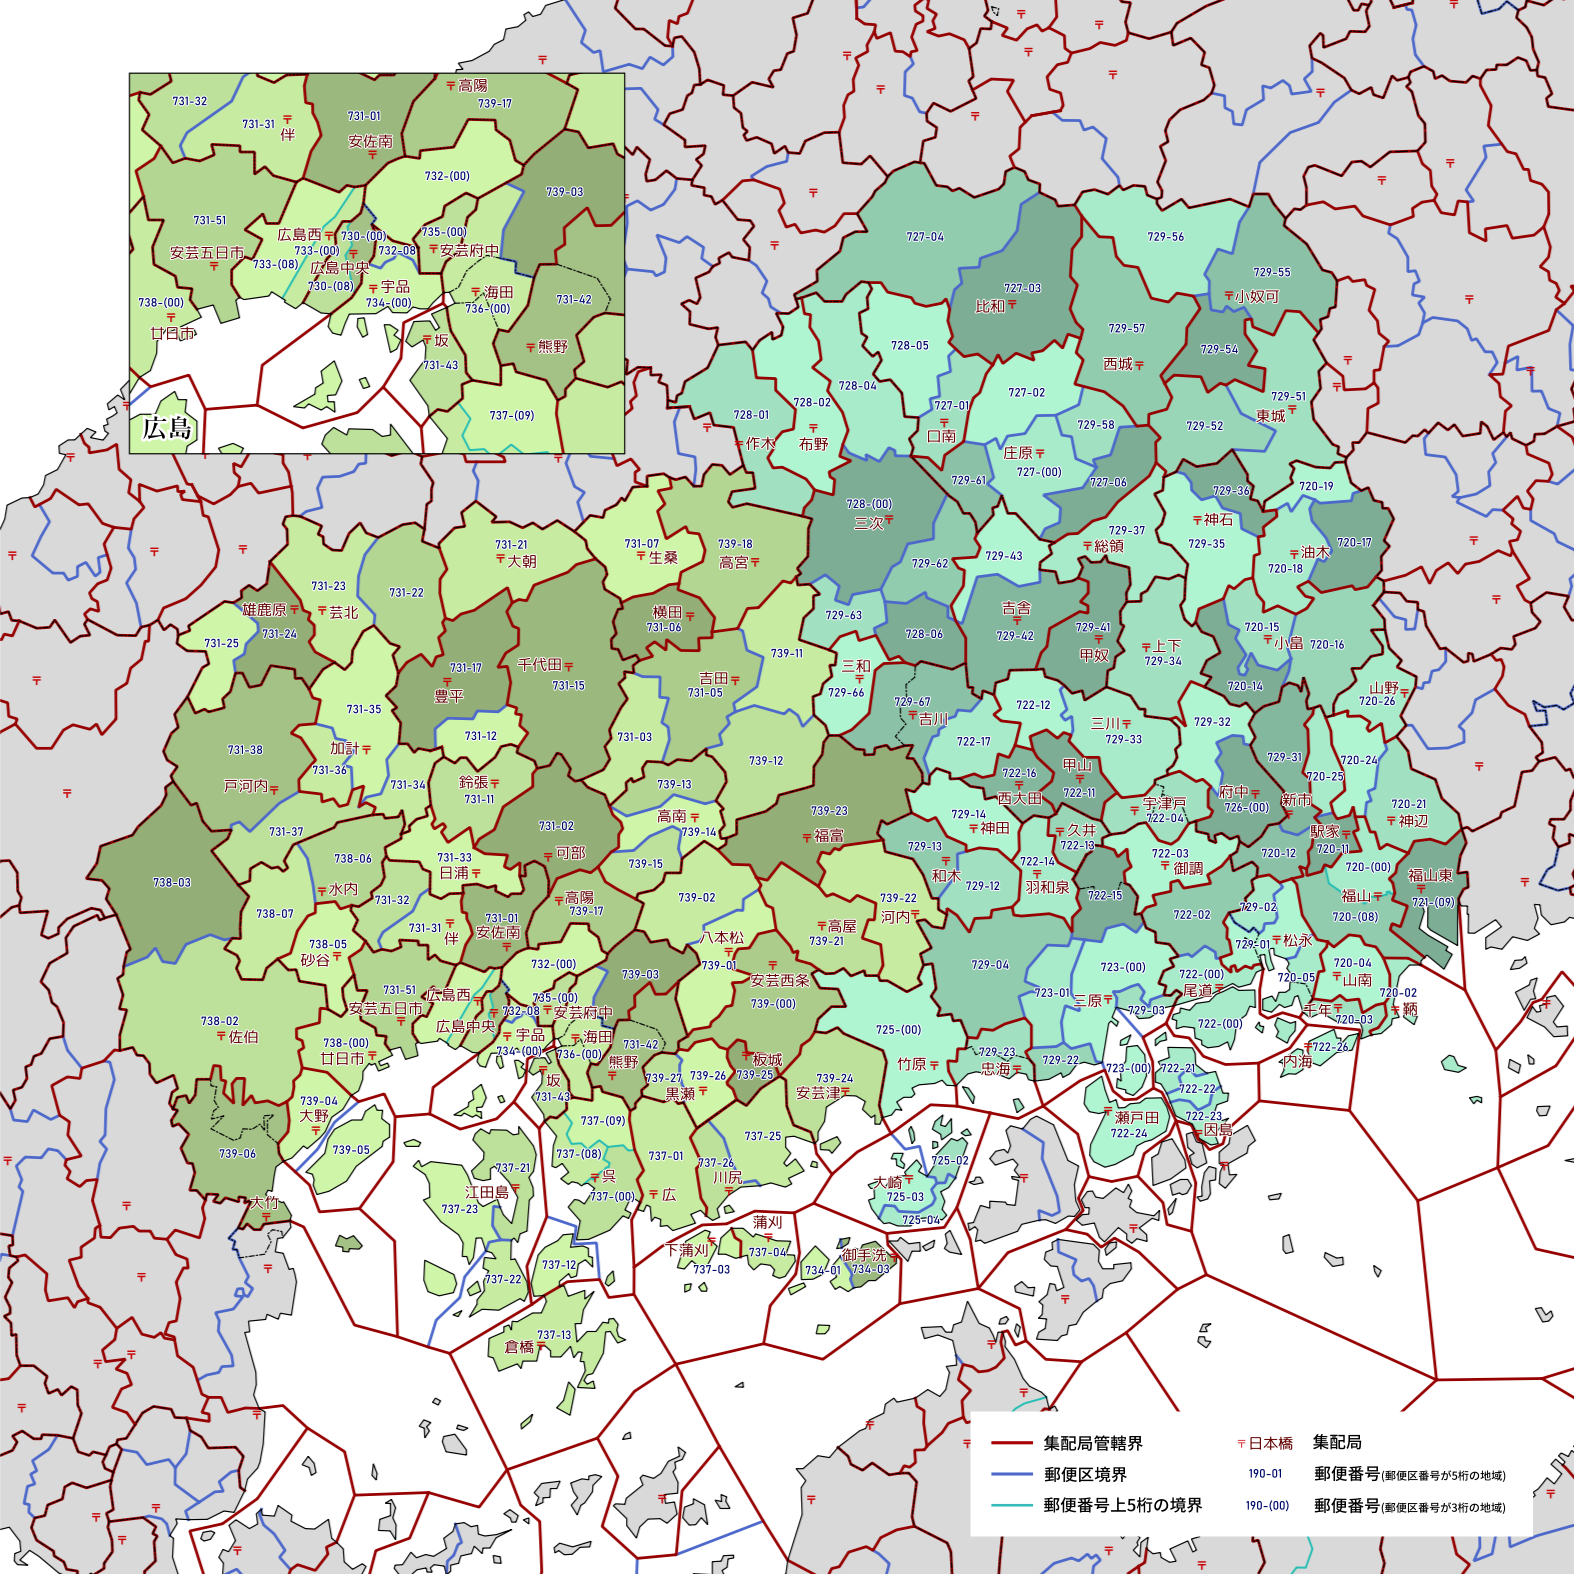 731-32
731-31
伴
731-01
安佐南
高陽
739-17
732-(00)
739-03
731-51
安芸五日市
広島西
733-(00)
733-(08)
730-(00)
広島中央
730-(08)
732-08
735-(00)
安芸府中
宇品
734-(00)
海田
736-(00)
731-42
738-(00)
廿日市
坂
731-43
熊野
737-(09)
広島
727-04
729-56
729-55
小奴可
727-03
比和
729-57
西城
729-54
728-05
728-04
727-02
729-51
東城
728-02
布野
727-01
口南
728-01
作木
729-58
729-52
庄原
727-(00)
729-61
727-06
729-36
720-19
728-(00)
三次
729-37
総領
神石
729-35
720-17
油木
720-18
731-21
大朝
731-07
生桑
739-18
高宮
729-62
729-43
731-23
芸北
731-22
雄鹿原
731-24
731-25
横田
731-06
729-63
728-06
吉舎
729-42
729-41
甲奴
上下
729-34
720-15
小畠
720-16
739-11
731-17
豊平
千代田
731-15
吉田
731-05
三和
729-66
729-67
吉川
720-14
山野
720-26
731-35
722-12
三川
729-33
729-32
731-38
戸河内
加計
731-36
731-12
731-03
739-12
722-17
722-16
西大田
甲山
722-11
729-31
新市
720-24
720-25
731-34
鈴張
731-11
739-13
府中
726-(00)
宇津戸
722-04
720-21
神辺
731-37
731-02
可部
高南
739-14
739-23
福富
729-14
神田
久井
722-13
駅家
720-11
738-06
731-33
日浦
739-15
729-13
和木
722-14
羽和泉
722-03
御調
720-12
720-(00)
738-03
水内
731-32
高陽
739-17
739-02
739-22
河内
729-12
722-15
福山
720-(08)
福山東
721-(09)
738-07
731-31
伴
731-01
安佐南
高屋
739-21
722-02
729-02
738-05
砂谷
八本松
739-01
729-01
松永
732-(00)
739-03
安芸西条
739-(00)
729-04
723-(00)
722-(00)
尾道
720-05
720-04
山南
731-51
安芸五日市
広島西
735-(00)
安芸府中
732-08
723-01
三原
729-03
千年
720-03
720-02
鞆
738-02
佐伯
広島中央
宇品
734-(00)
海田
736-(00)
731-42
725-(00)
722-(00)
738-(00)
廿日市
熊野
739-27
黒瀬
739-26
板城
739-25
竹原
729-23
忠海
729-22
723-(00)
722-21
722-26
内海
坂
731-43
739-24
安芸津
722-22
739-04
大野
737-(09)
737-25
瀬戸田
722-24
722-23
因島
739-06
739-05
737-(08)
737-01
737-26
川尻
725-02
737-21
呉
737-(00)
広
大崎
725-03
大竹
江田島
737-23
725-04
蒲刈
下蒲刈
737-04
737-03
御手洗
734-01
734-03
737-22
737-12
737-13
倉橋
集配局管轄界
日本橋 集配局
郵便区境界
190-01 郵便番号(郵便区番号が5桁の地域)
郵便番号上5桁の境界
190-(00) 郵便番号(郵便区番号が3桁の地域)